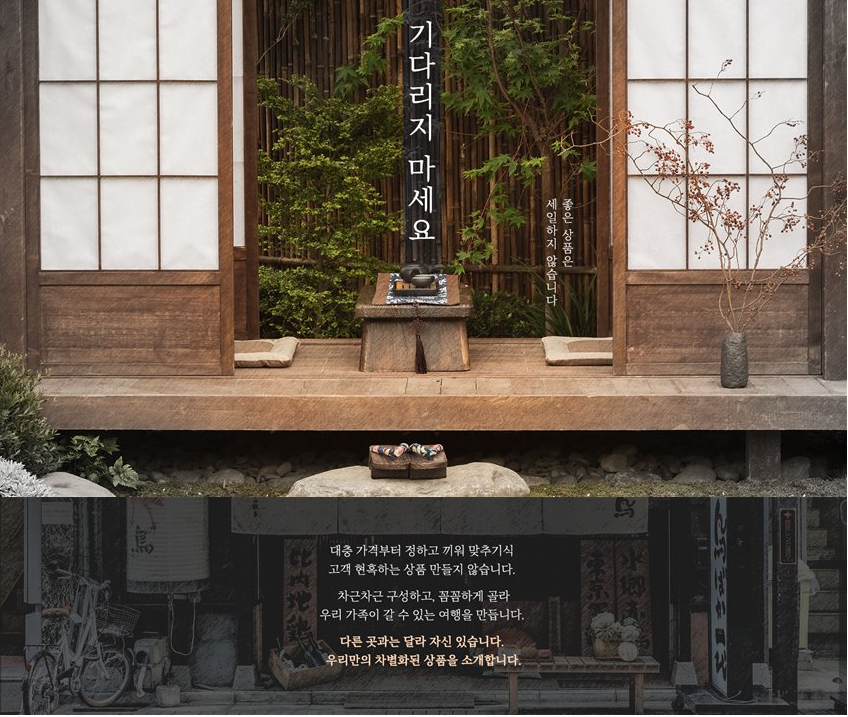 기다리지 마세요
좋은 상품은
세일하지 않습니다
대충 가격부터 정하고 끼워 맞추기식
고객 현혹하는 상품 만들지 않습니다.
차근차근 구성하고, 꼼꼼하게 골라
우리 가족이 갈 수 있는 여행을 만듭니다.
다른 곳과는 달라 자신 있습니다.
우리만의 차별화된 상품을 소개합니다.